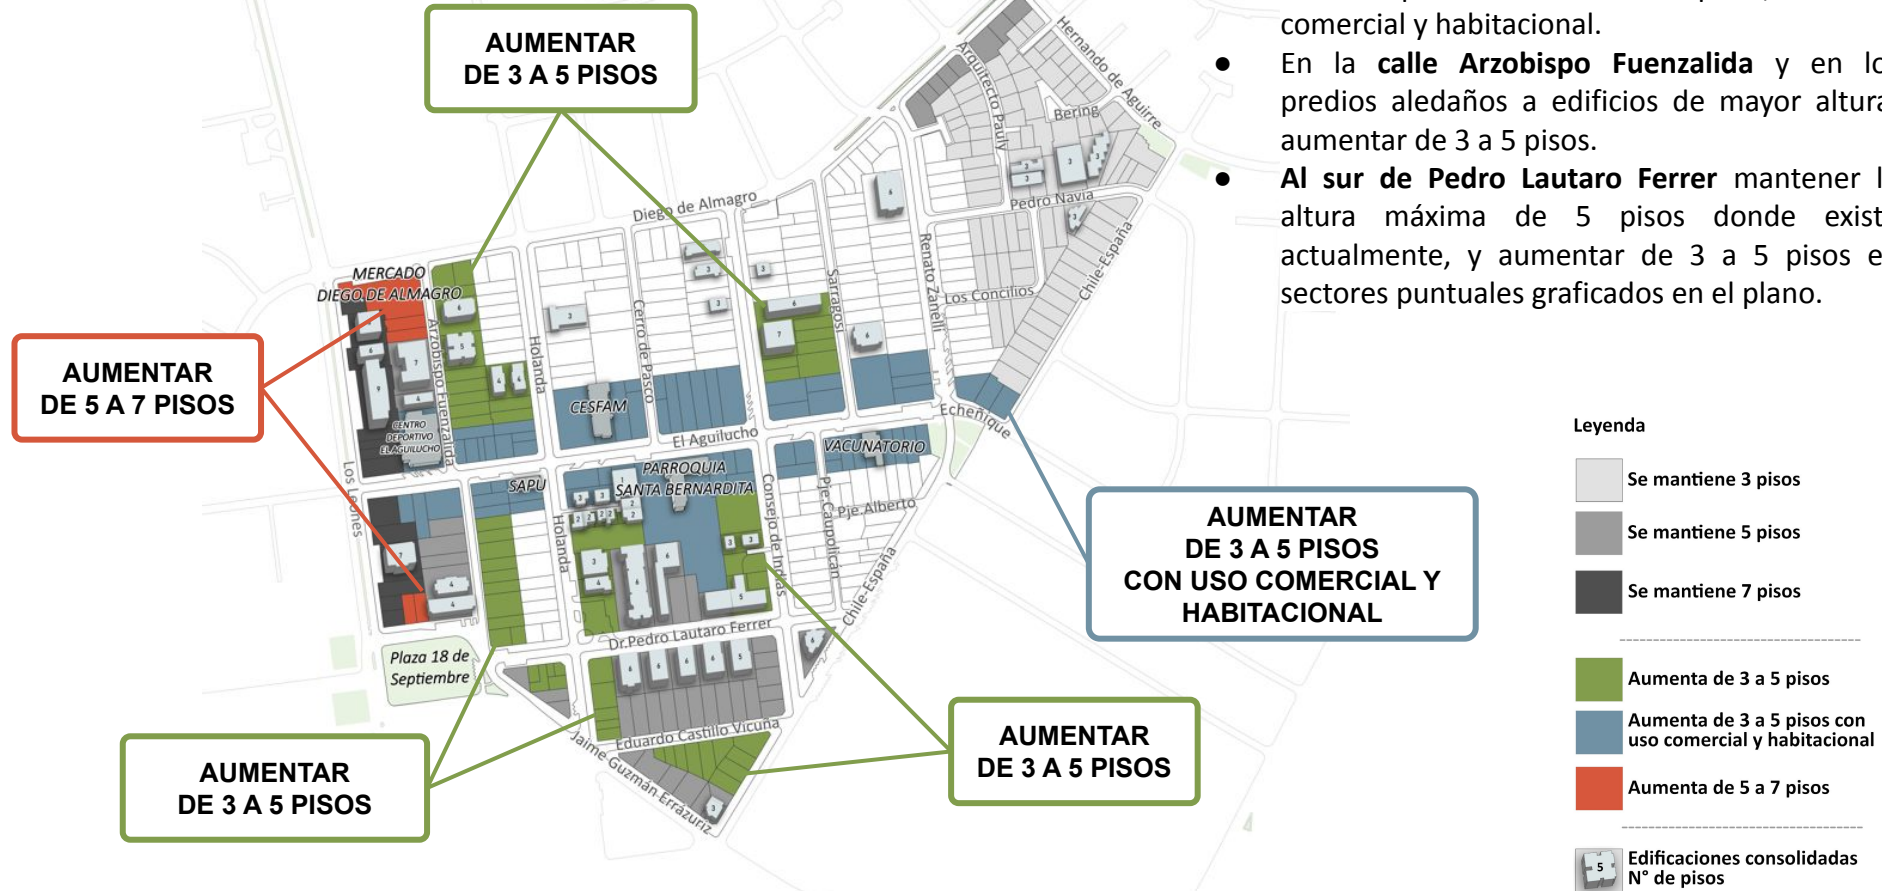 comercial y habitacional.
● En la calle Arzobispo Fuenzalida y en lo
predios aledaños a edificios de mayor altura
aumentar de 3 a 5 pisos.
● Al sur de Pedro Lautaro Ferrer mantener l
altura máxima de 5 pisos donde exist
actualmente, y aumentar de 3 a 5 pisos e
sectores puntuales graficados en el plano.
AUMENTAR
DE 3 A 5 PISOS
AUMENTAR
DE 5 A 7 PISOS
AUMENTAR
DE 3 A 5 PISOS
CON USO COMERCIAL Y
HABITACIONAL
AUMENTAR
DE 3 A 5 PISOS
AUMENTAR
DE 3 A 5 PISOS
Hernando de Aguirre
Arquitecto Pauly
Bering
Pedro Navia
Diego de Almagro
MERCADO
DIEGO DE ALMAGRO
Arzobispo Fuenzalida
Holanda
Cerro de Pasco
Sarragosi
Renato Zanelli
Los Concilios
Chile-España
CESFAM
CENTRO
DEPORTIVO
EL AGUILUCHO
El Aguilucho
Echeñique
Los Leones
SAPU
PARROQUIA
SANTA BERNARDITA
VACUNATORIO
Holanda
Consejo de Indias
Pje.Caupolicán
Pje.Alberto
Chile-España
Dr.Pedro Lautaro Ferrer
Plaza 18 de
Septiembre
Eduardo Castillo Vicuña
Jaime Guzmán Errázuriz
Leyenda
Se mantiene 3 pisos
Se mantiene 5 pisos
Se mantiene 7 pisos
Aumenta de 3 a 5 pisos
Aumenta de 3 a 5 pisos con
uso comercial y habitacional
Aumenta de 5 a 7 pisos
5
Edificaciones consolidadas
N° de pisos